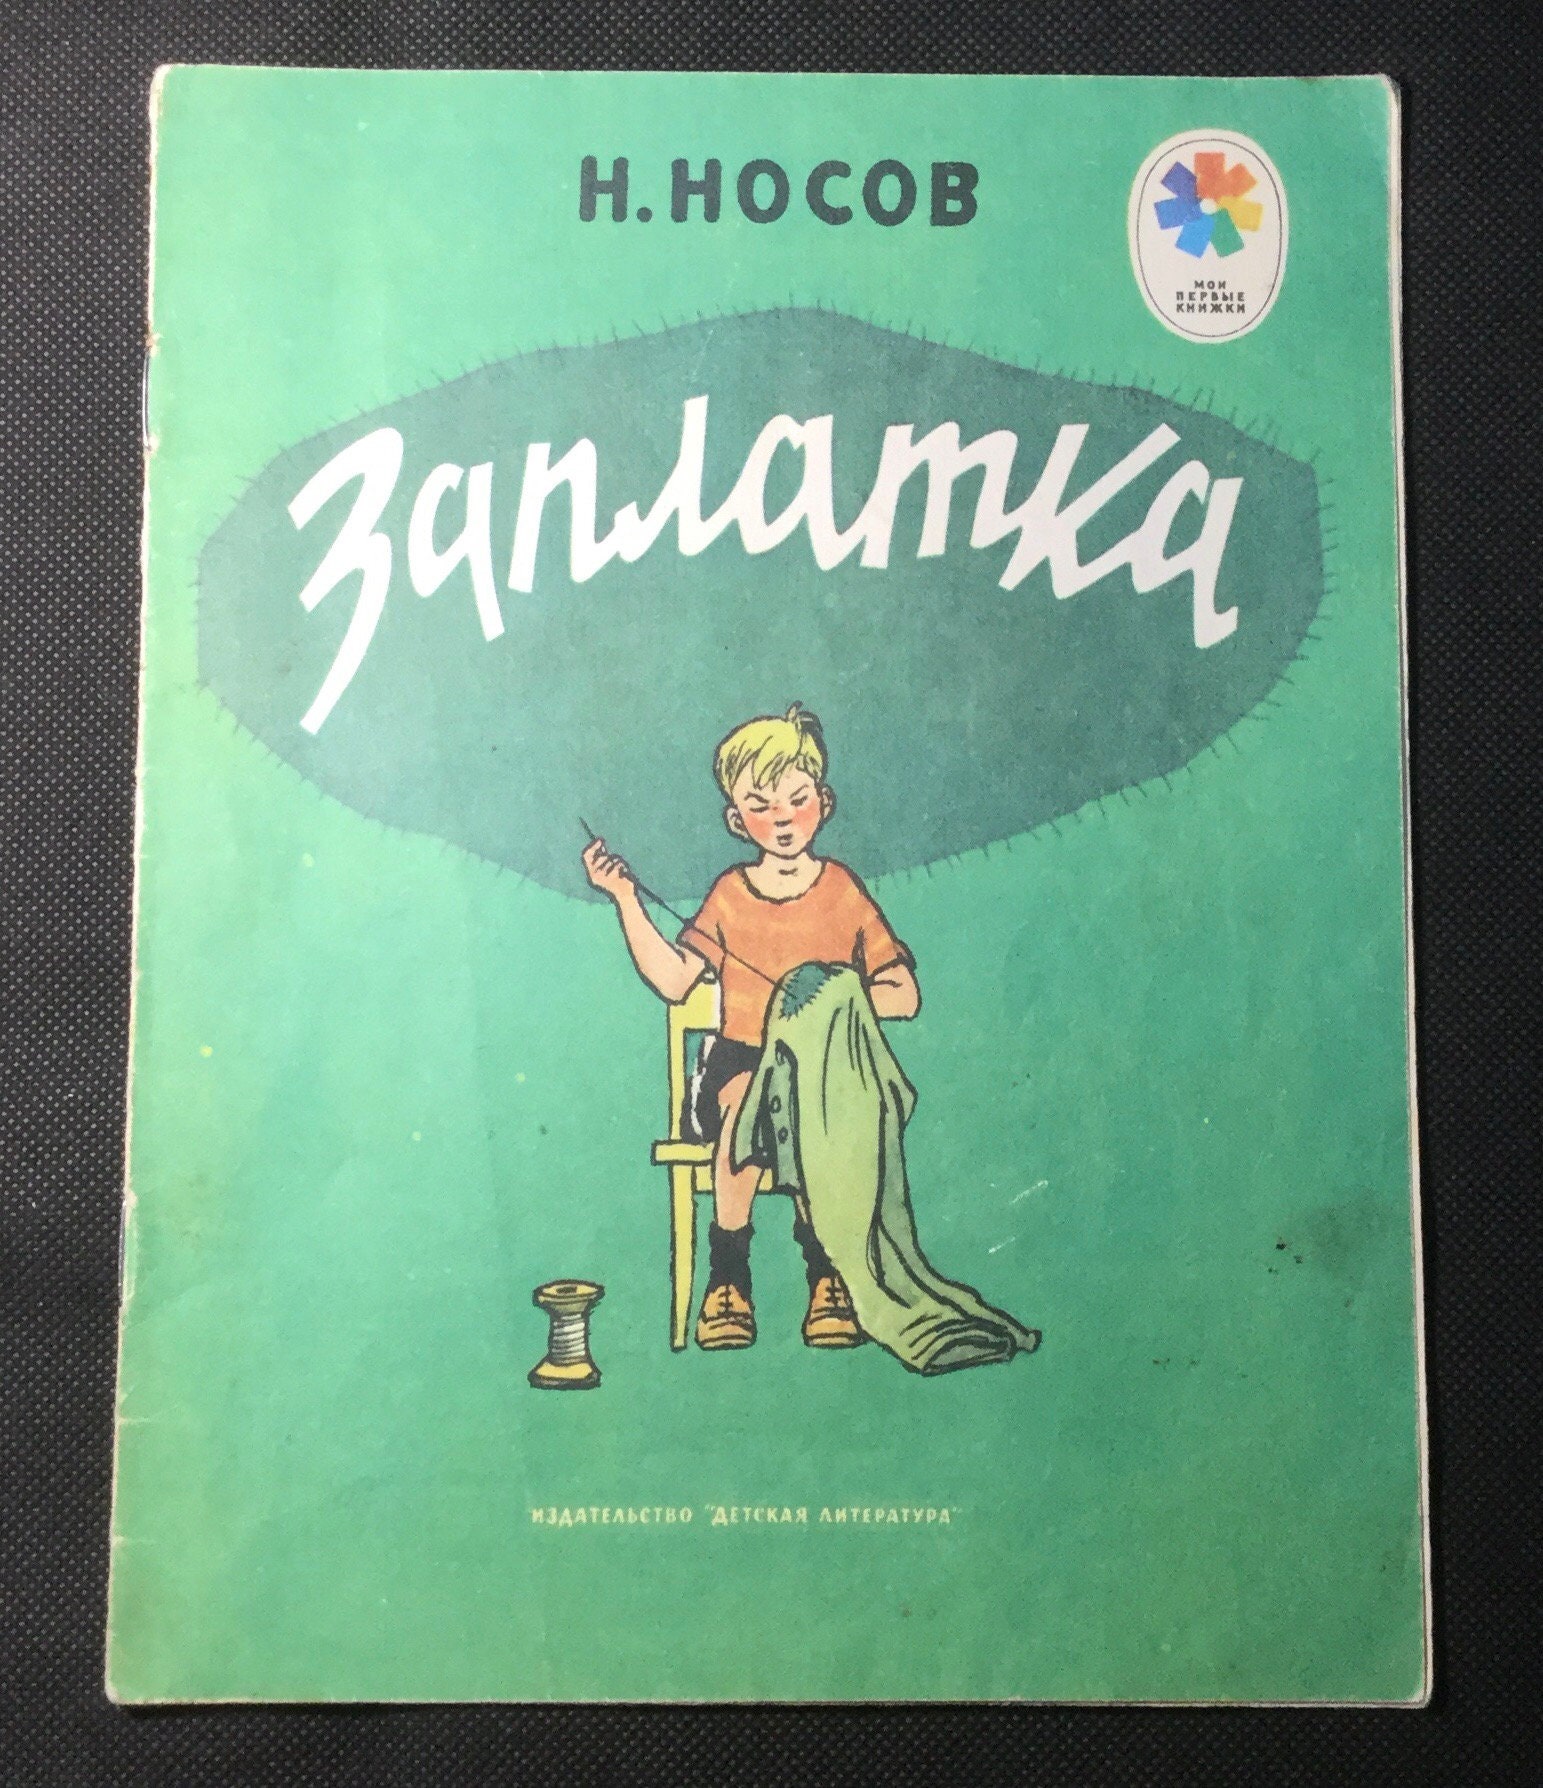 Н. НОСОВ
МОИ
ПЕРВЫЕ
КНИЖКИ
Заплатка
ИЗДАТЕЛЬСТВО "ДЕТСКАЯ ЛИТЕРАТУРА"